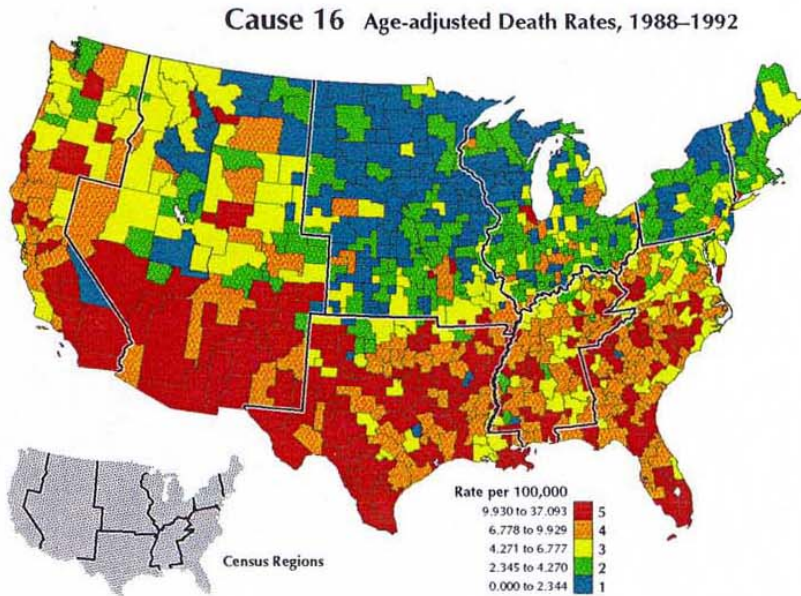 Cause 16 Age-adjusted Death Rates, 1988–1992
Rate per 100,000
9.930 to 37.093 5
6.778 to 9.929 4
4.271 to 6.777 3
2.345 to 4.270 2
0.000 to 2.344 1
Census Regions